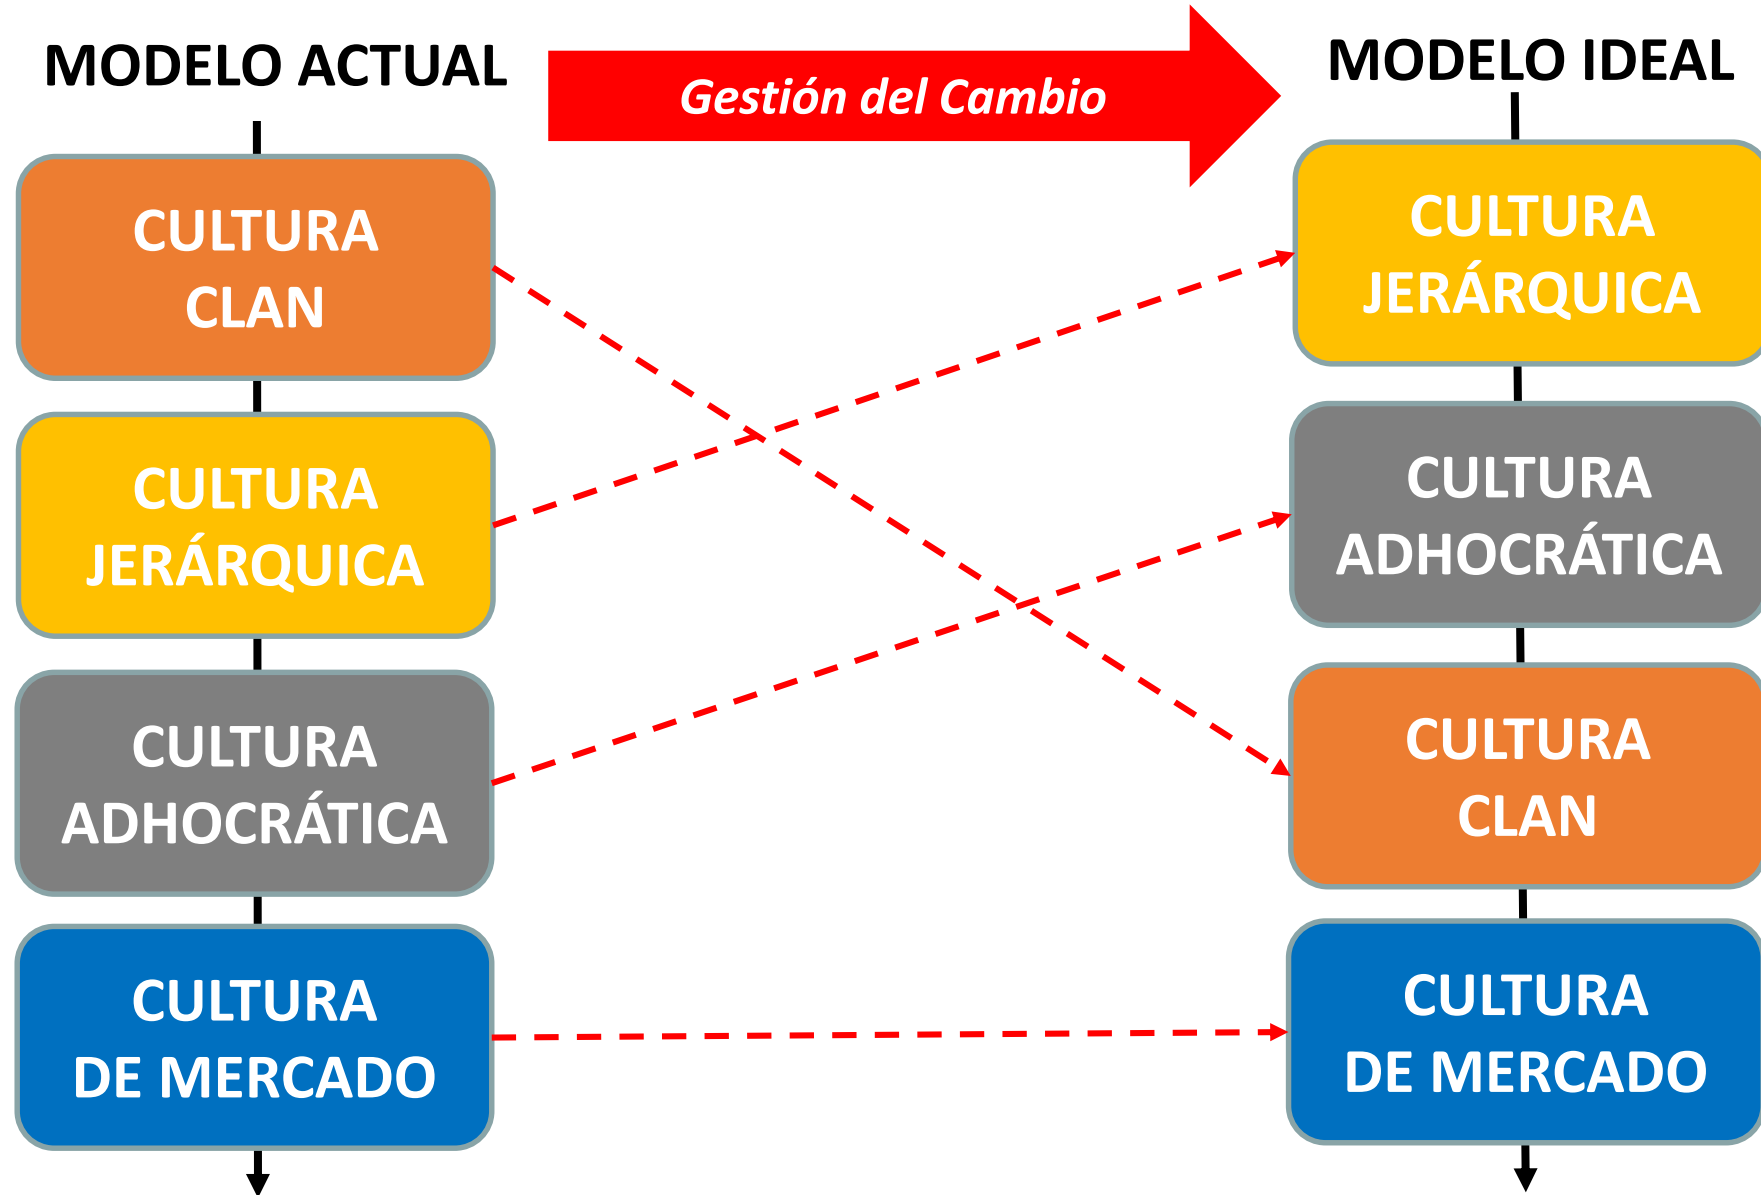 MODELO ACTUAL
Gestión del Cambio
MODELO IDEAL
CULTURA
CLAN
CULTURA
JERÁRQUICA
CULTURA
ADHOCRÁTICA
CULTURA
DE MERCADO
CULTURA
JERÁRQUICA
CULTURA
ADHOCRÁTICA
CULTURA
CLAN
CULTURA
DE MERCADO